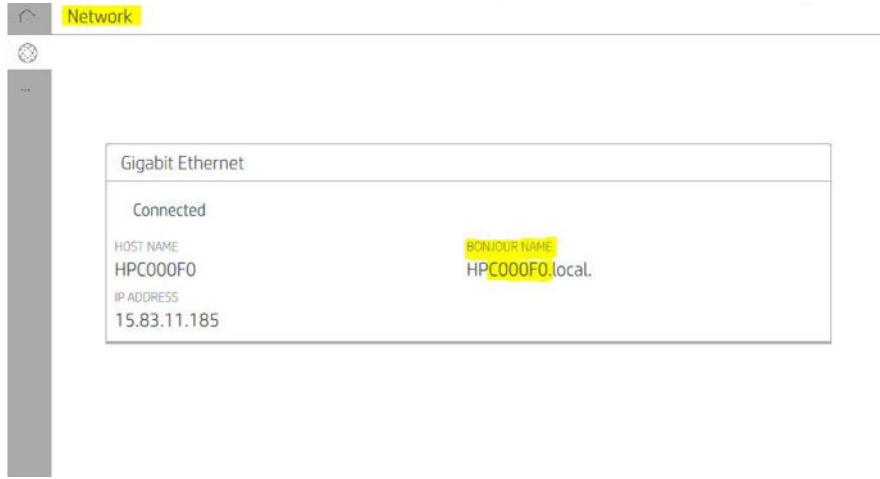 Network
...
Gigabit Ethernet
Connected
HOST NAME
HPC000F0
BONJOUR NAME
HPC000F0.local.
IP ADDRESS
15.83.11.185